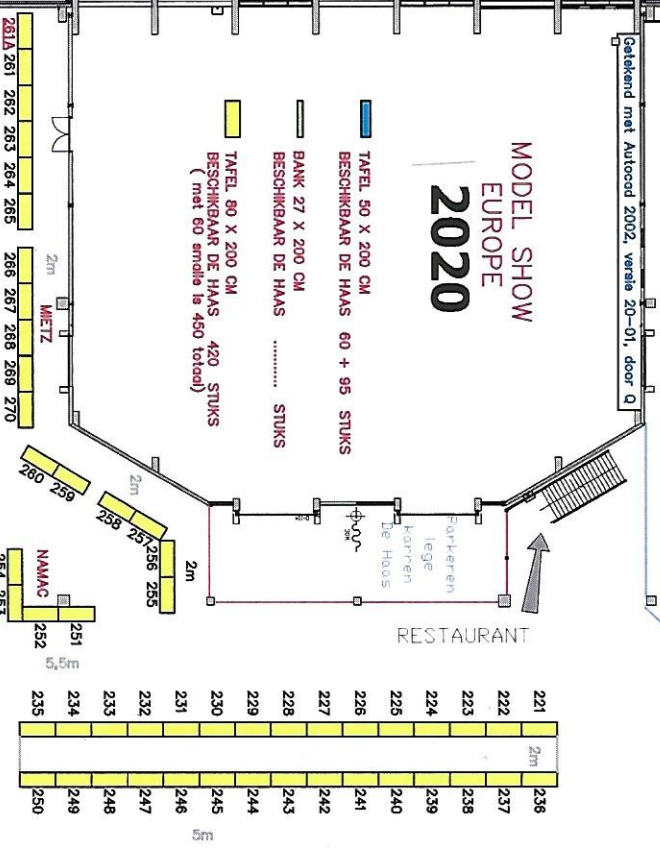 Getekend met Autocad 2002, versie 20-01, door Q
MODEL SHOW
EUROPE
2020
TAFEL 50 X 200 CM
BESCHIKBAAR DE HAAS 60 + 95 STUKS
BANK 27 X 200 CM
BESCHIKBAAR DE HAAS .......... STUKS
TAFEL 80 X 200 CM
BESCHIKBAAR DE HAAS 420 STUKS
( met 60 smalle is 450 totaal)
261A 261 262 263 264 265
2m
266 267 268 269 270
MIETZ
260 259
2m
258 257
256 255
2m
NAMAC
254 253
252 251
5,5m
Parkeren
lege
karren
De Haas
RESTAURANT
221 222 223 224 225 226 227 228 229 230 231 232 233 234 235
2m
236 237 238 239 240 241 242 243 244 245 246 247 248 249 250
5m